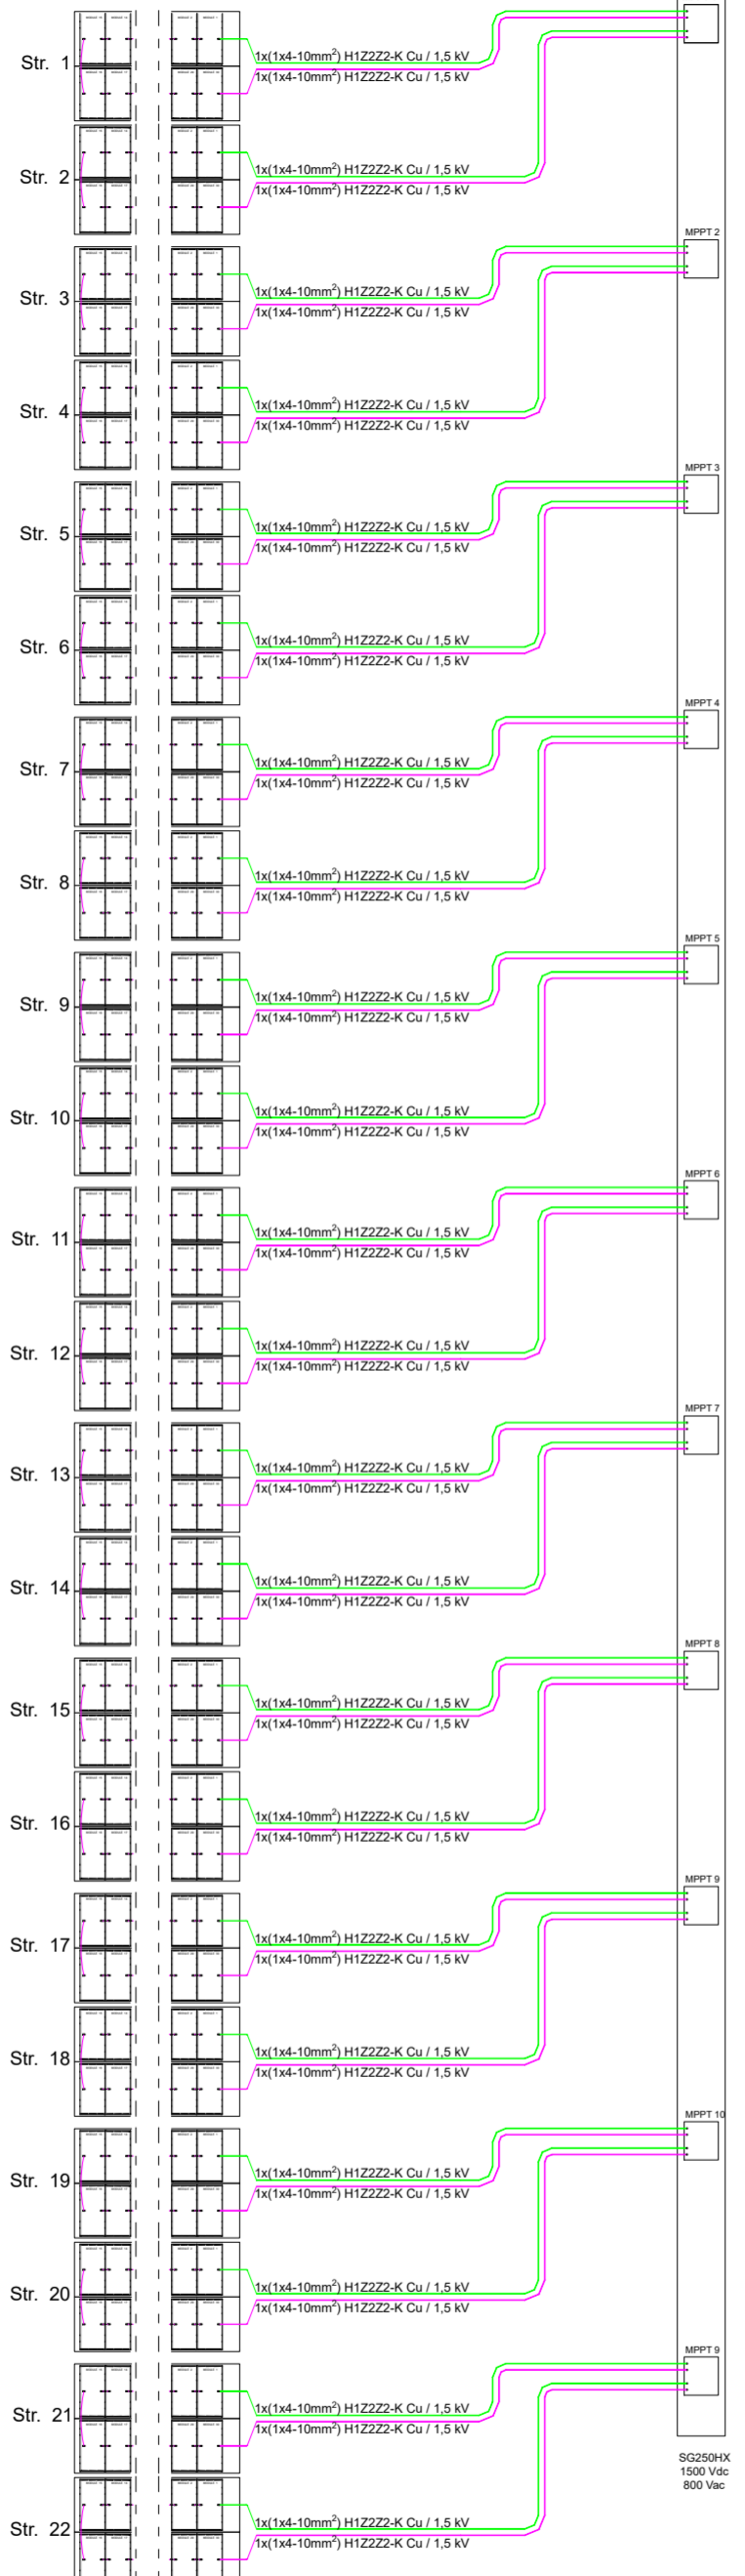 Str. 1
1x(1x4-10mm²) H1Z2Z2-K Cu / 1,5 kV
1x(1x4-10mm²) H1Z2Z2-K Cu / 1,5 kV
Str. 2
1x(1x4-10mm²) H1Z2Z2-K Cu / 1,5 kV
1x(1x4-10mm²) H1Z2Z2-K Cu / 1,5 kV
MPPT 2
Str. 3
1x(1x4-10mm²) H1Z2Z2-K Cu / 1,5 kV
1x(1x4-10mm²) H1Z2Z2-K Cu / 1,5 kV
Str. 4
1x(1x4-10mm²) H1Z2Z2-K Cu / 1,5 kV
1x(1x4-10mm²) H1Z2Z2-K Cu / 1,5 kV
MPPT 3
Str. 5
1x(1x4-10mm²) H1Z2Z2-K Cu / 1,5 kV
1x(1x4-10mm²) H1Z2Z2-K Cu / 1,5 kV
Str. 6
1x(1x4-10mm²) H1Z2Z2-K Cu / 1,5 kV
1x(1x4-10mm²) H1Z2Z2-K Cu / 1,5 kV
MPPT 4
Str. 7
1x(1x4-10mm²) H1Z2Z2-K Cu / 1,5 kV
1x(1x4-10mm²) H1Z2Z2-K Cu / 1,5 kV
Str. 8
1x(1x4-10mm²) H1Z2Z2-K Cu / 1,5 kV
1x(1x4-10mm²) H1Z2Z2-K Cu / 1,5 kV
MPPT 5
Str. 9
1x(1x4-10mm²) H1Z2Z2-K Cu / 1,5 kV
1x(1x4-10mm²) H1Z2Z2-K Cu / 1,5 kV
Str. 10
1x(1x4-10mm²) H1Z2Z2-K Cu / 1,5 kV
1x(1x4-10mm²) H1Z2Z2-K Cu / 1,5 kV
MPPT 6
Str. 11
1x(1x4-10mm²) H1Z2Z2-K Cu / 1,5 kV
1x(1x4-10mm²) H1Z2Z2-K Cu / 1,5 kV
Str. 12
1x(1x4-10mm²) H1Z2Z2-K Cu / 1,5 kV
1x(1x4-10mm²) H1Z2Z2-K Cu / 1,5 kV
MPPT 7
Str. 13
1x(1x4-10mm²) H1Z2Z2-K Cu / 1,5 kV
1x(1x4-10mm²) H1Z2Z2-K Cu / 1,5 kV
Str. 14
1x(1x4-10mm²) H1Z2Z2-K Cu / 1,5 kV
1x(1x4-10mm²) H1Z2Z2-K Cu / 1,5 kV
MPPT 8
Str. 15
1x(1x4-10mm²) H1Z2Z2-K Cu / 1,5 kV
1x(1x4-10mm²) H1Z2Z2-K Cu / 1,5 kV
Str. 16
1x(1x4-10mm²) H1Z2Z2-K Cu / 1,5 kV
1x(1x4-10mm²) H1Z2Z2-K Cu / 1,5 kV
MPPT 9
Str. 17
1x(1x4-10mm²) H1Z2Z2-K Cu / 1,5 kV
1x(1x4-10mm²) H1Z2Z2-K Cu / 1,5 kV
Str. 18
1x(1x4-10mm²) H1Z2Z2-K Cu / 1,5 kV
1x(1x4-10mm²) H1Z2Z2-K Cu / 1,5 kV
MPPT 10
Str. 19
1x(1x4-10mm²) H1Z2Z2-K Cu / 1,5 kV
1x(1x4-10mm²) H1Z2Z2-K Cu / 1,5 kV
Str. 20
1x(1x4-10mm²) H1Z2Z2-K Cu / 1,5 kV
1x(1x4-10mm²) H1Z2Z2-K Cu / 1,5 kV
MPPT 9
Str. 21
1x(1x4-10mm²) H1Z2Z2-K Cu / 1,5 kV
1x(1x4-10mm²) H1Z2Z2-K Cu / 1,5 kV
SG250HX
1500 Vdc
800 Vac
Str. 22
1x(1x4-10mm²) H1Z2Z2-K Cu / 1,5 kV
1x(1x4-10mm²) H1Z2Z2-K Cu / 1,5 kV